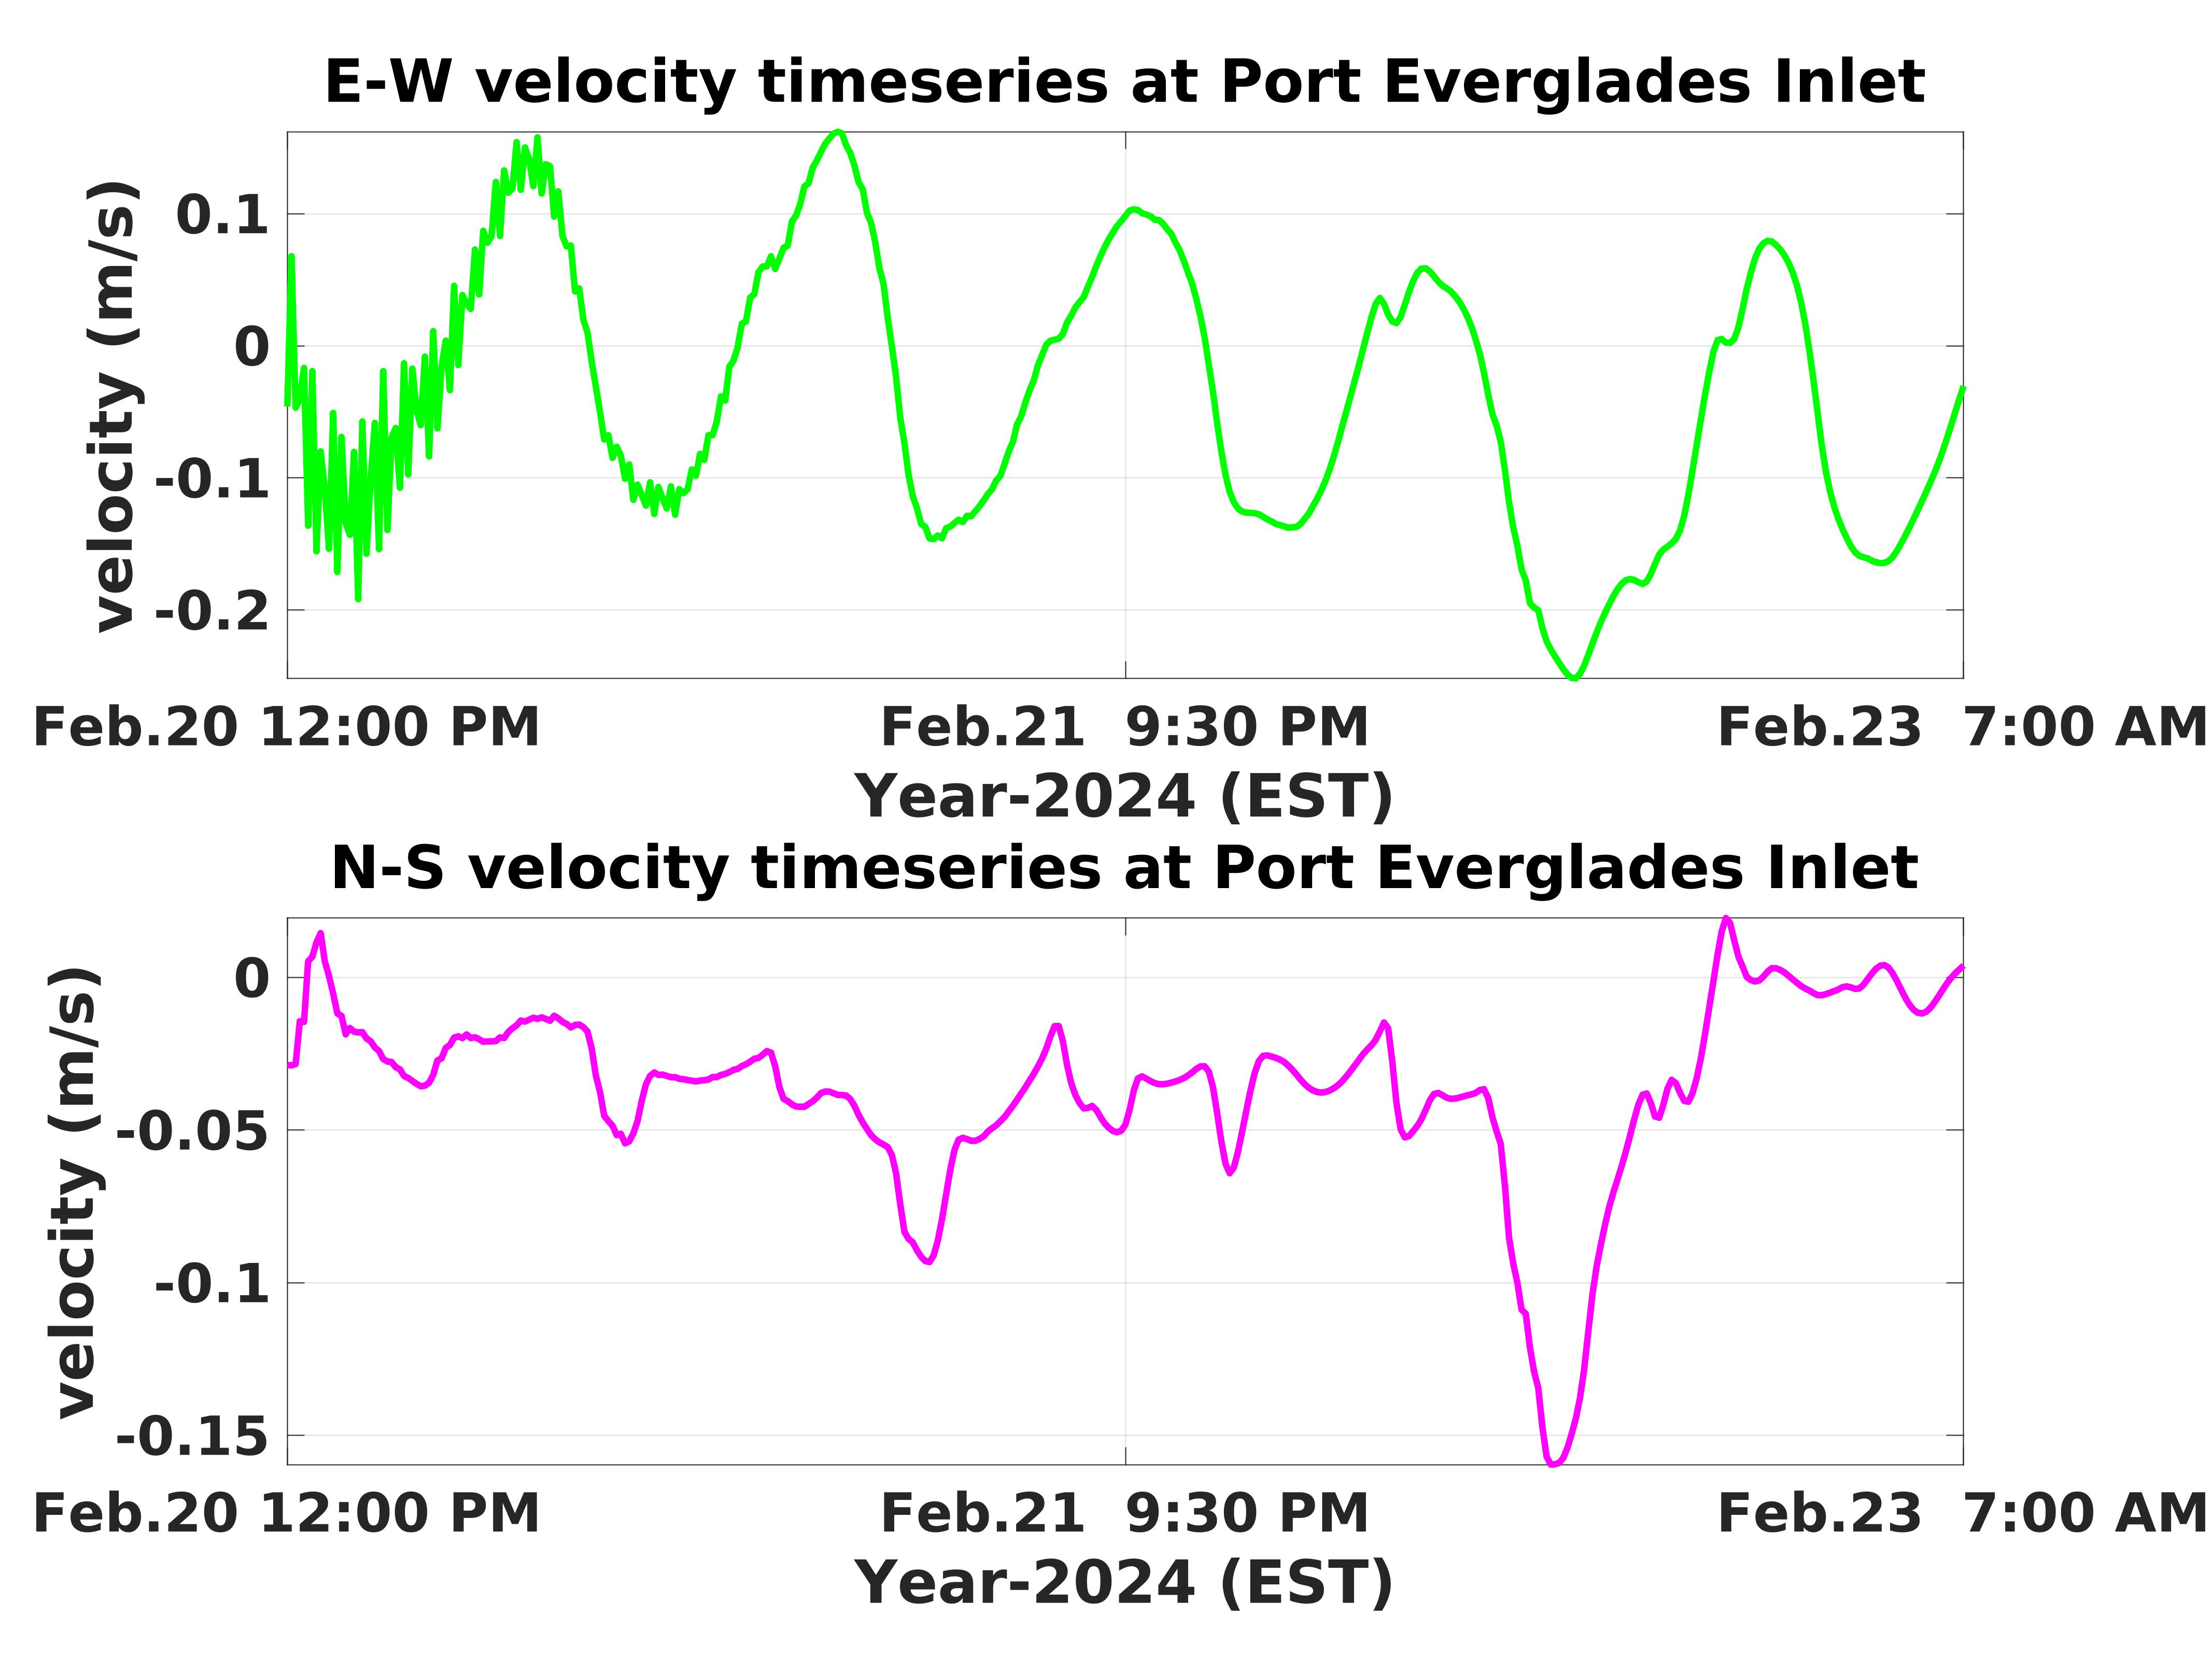 E-W velocity timeseries at Port Everglades Inlet
velocity (m/s)
0.1
0
-0.1
-0.2
Feb.20 12:00 PM Feb.21 9:30 PM Feb.23 7:00 AM
Year-2024 (EST)
N-S velocity timeseries at Port Everglades Inlet
velocity (m/s)
0
-0.05
-0.1
-0.15
Feb.20 12:00 PM Feb.21 9:30 PM Feb.23 7:00 AM
Year-2024 (EST)